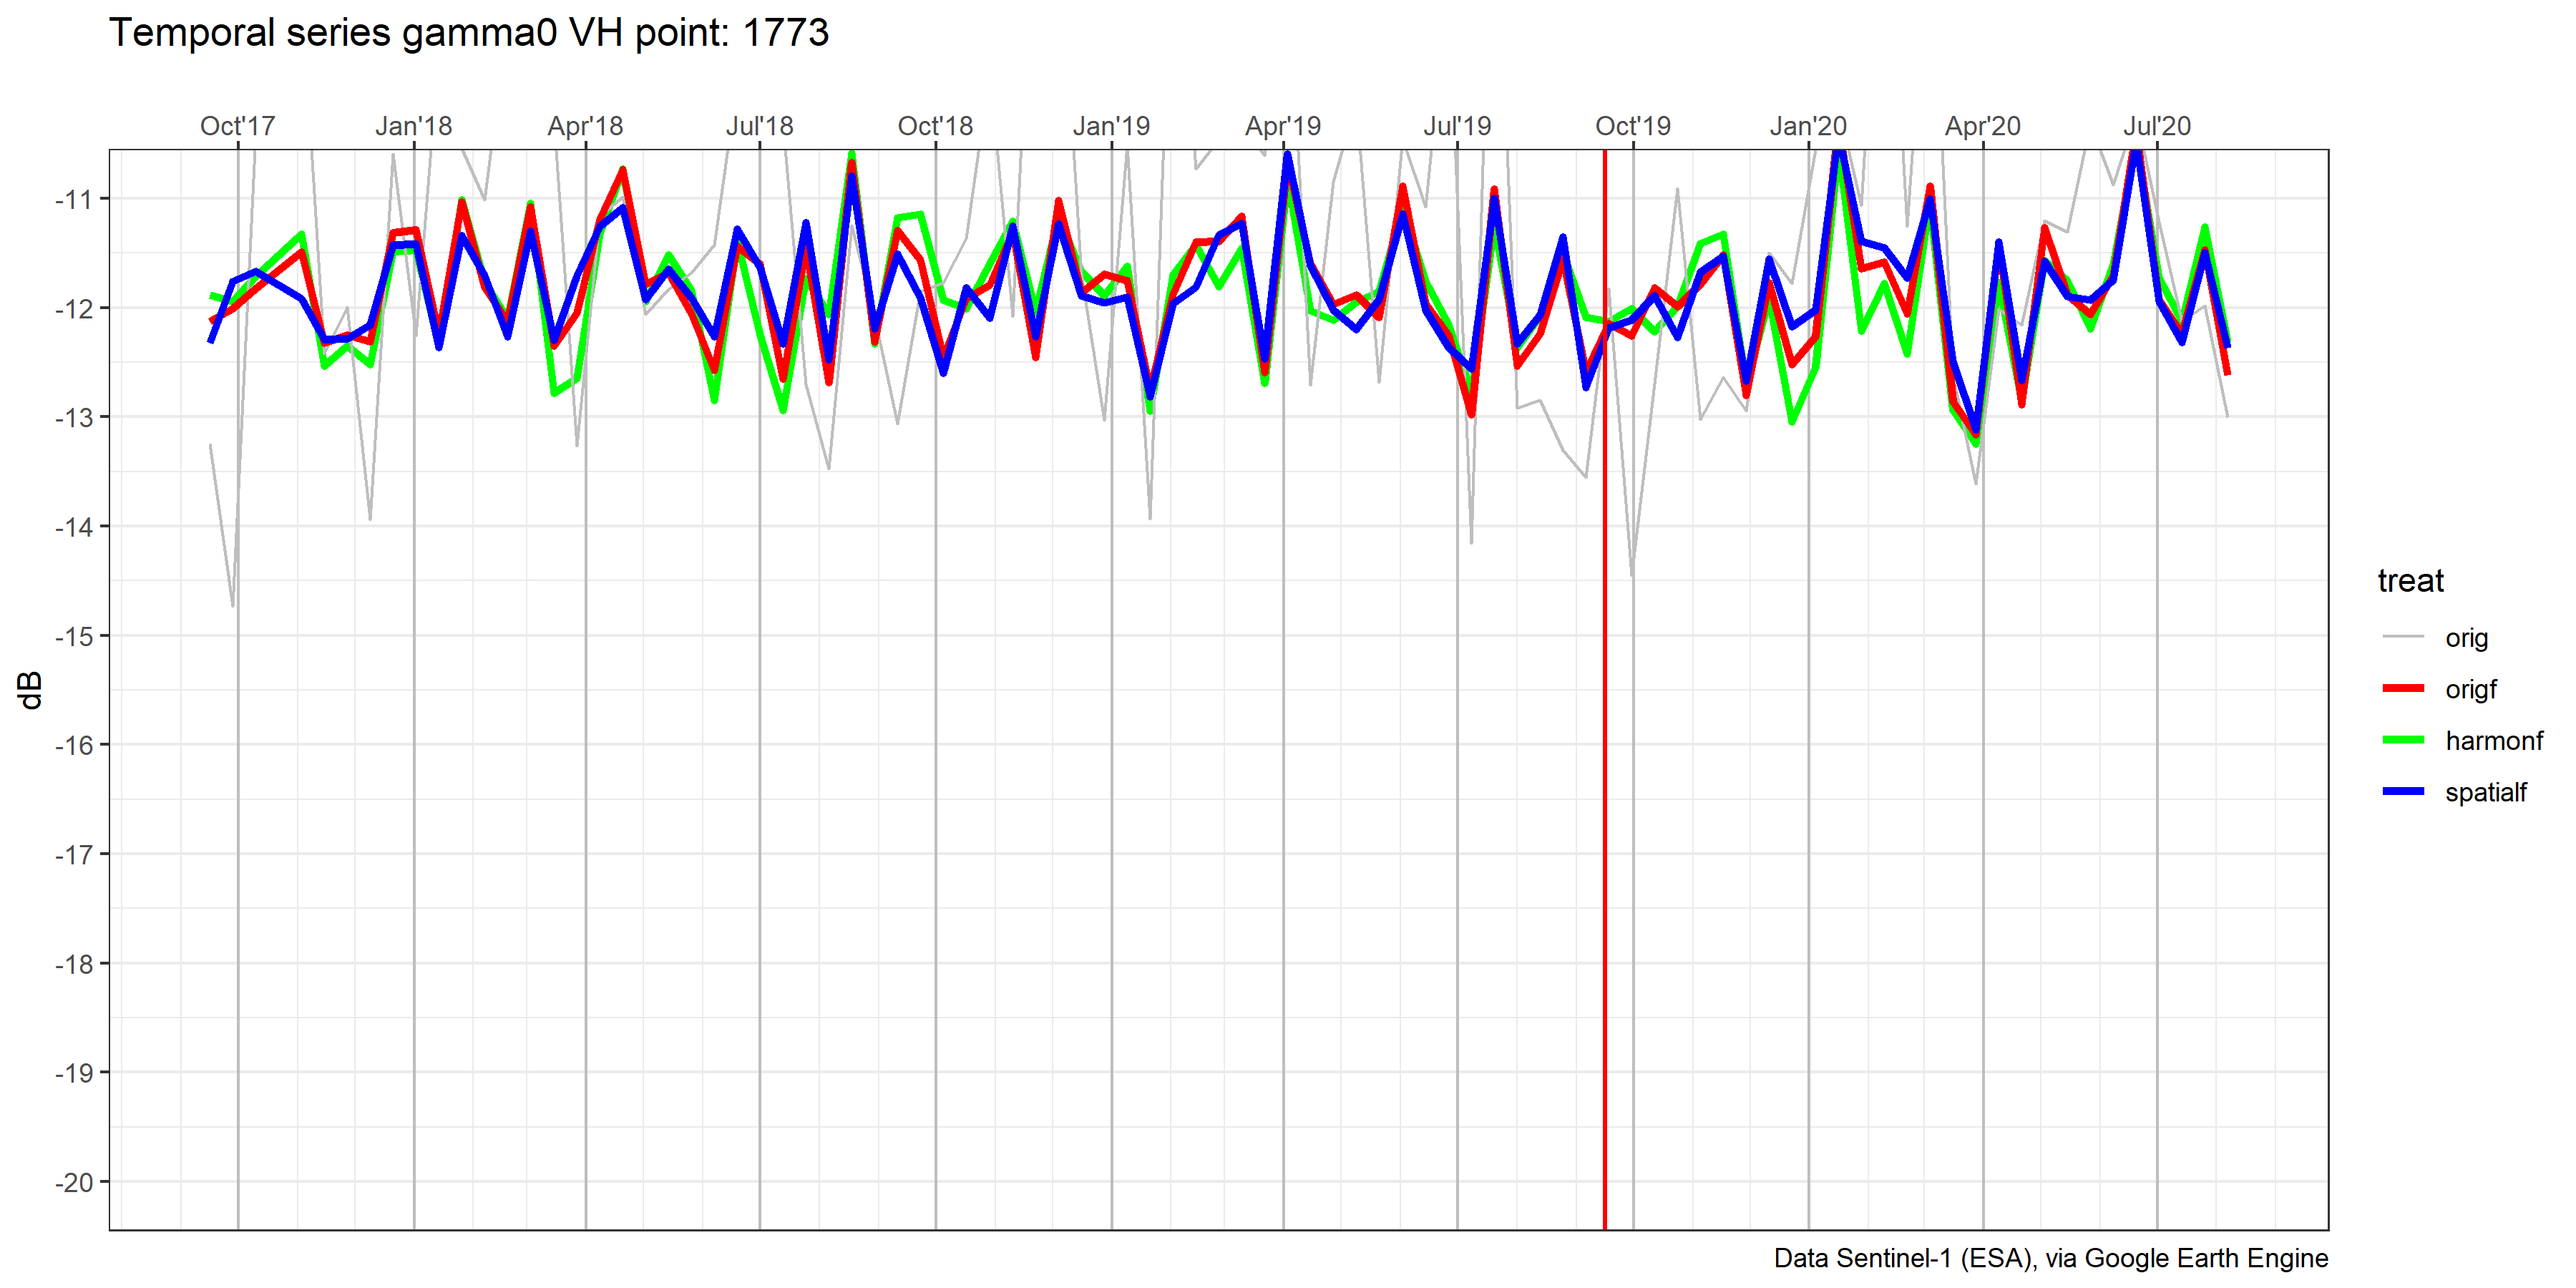 Temporal series gamma0 VH point: 1773
Oct'17 Jan'18 Apr'18 Jul'18 Oct'18 Jan'19 Apr'19 Jul'19 Oct'19 Jan'20 Apr'20 Jul'20
-11
-12
-13
-14
-15
-16
-17
-18
-19
-20
dB
treat
orig
origf
harmonf
spatialf
Data Sentinel-1 (ESA), via Google Earth Engine